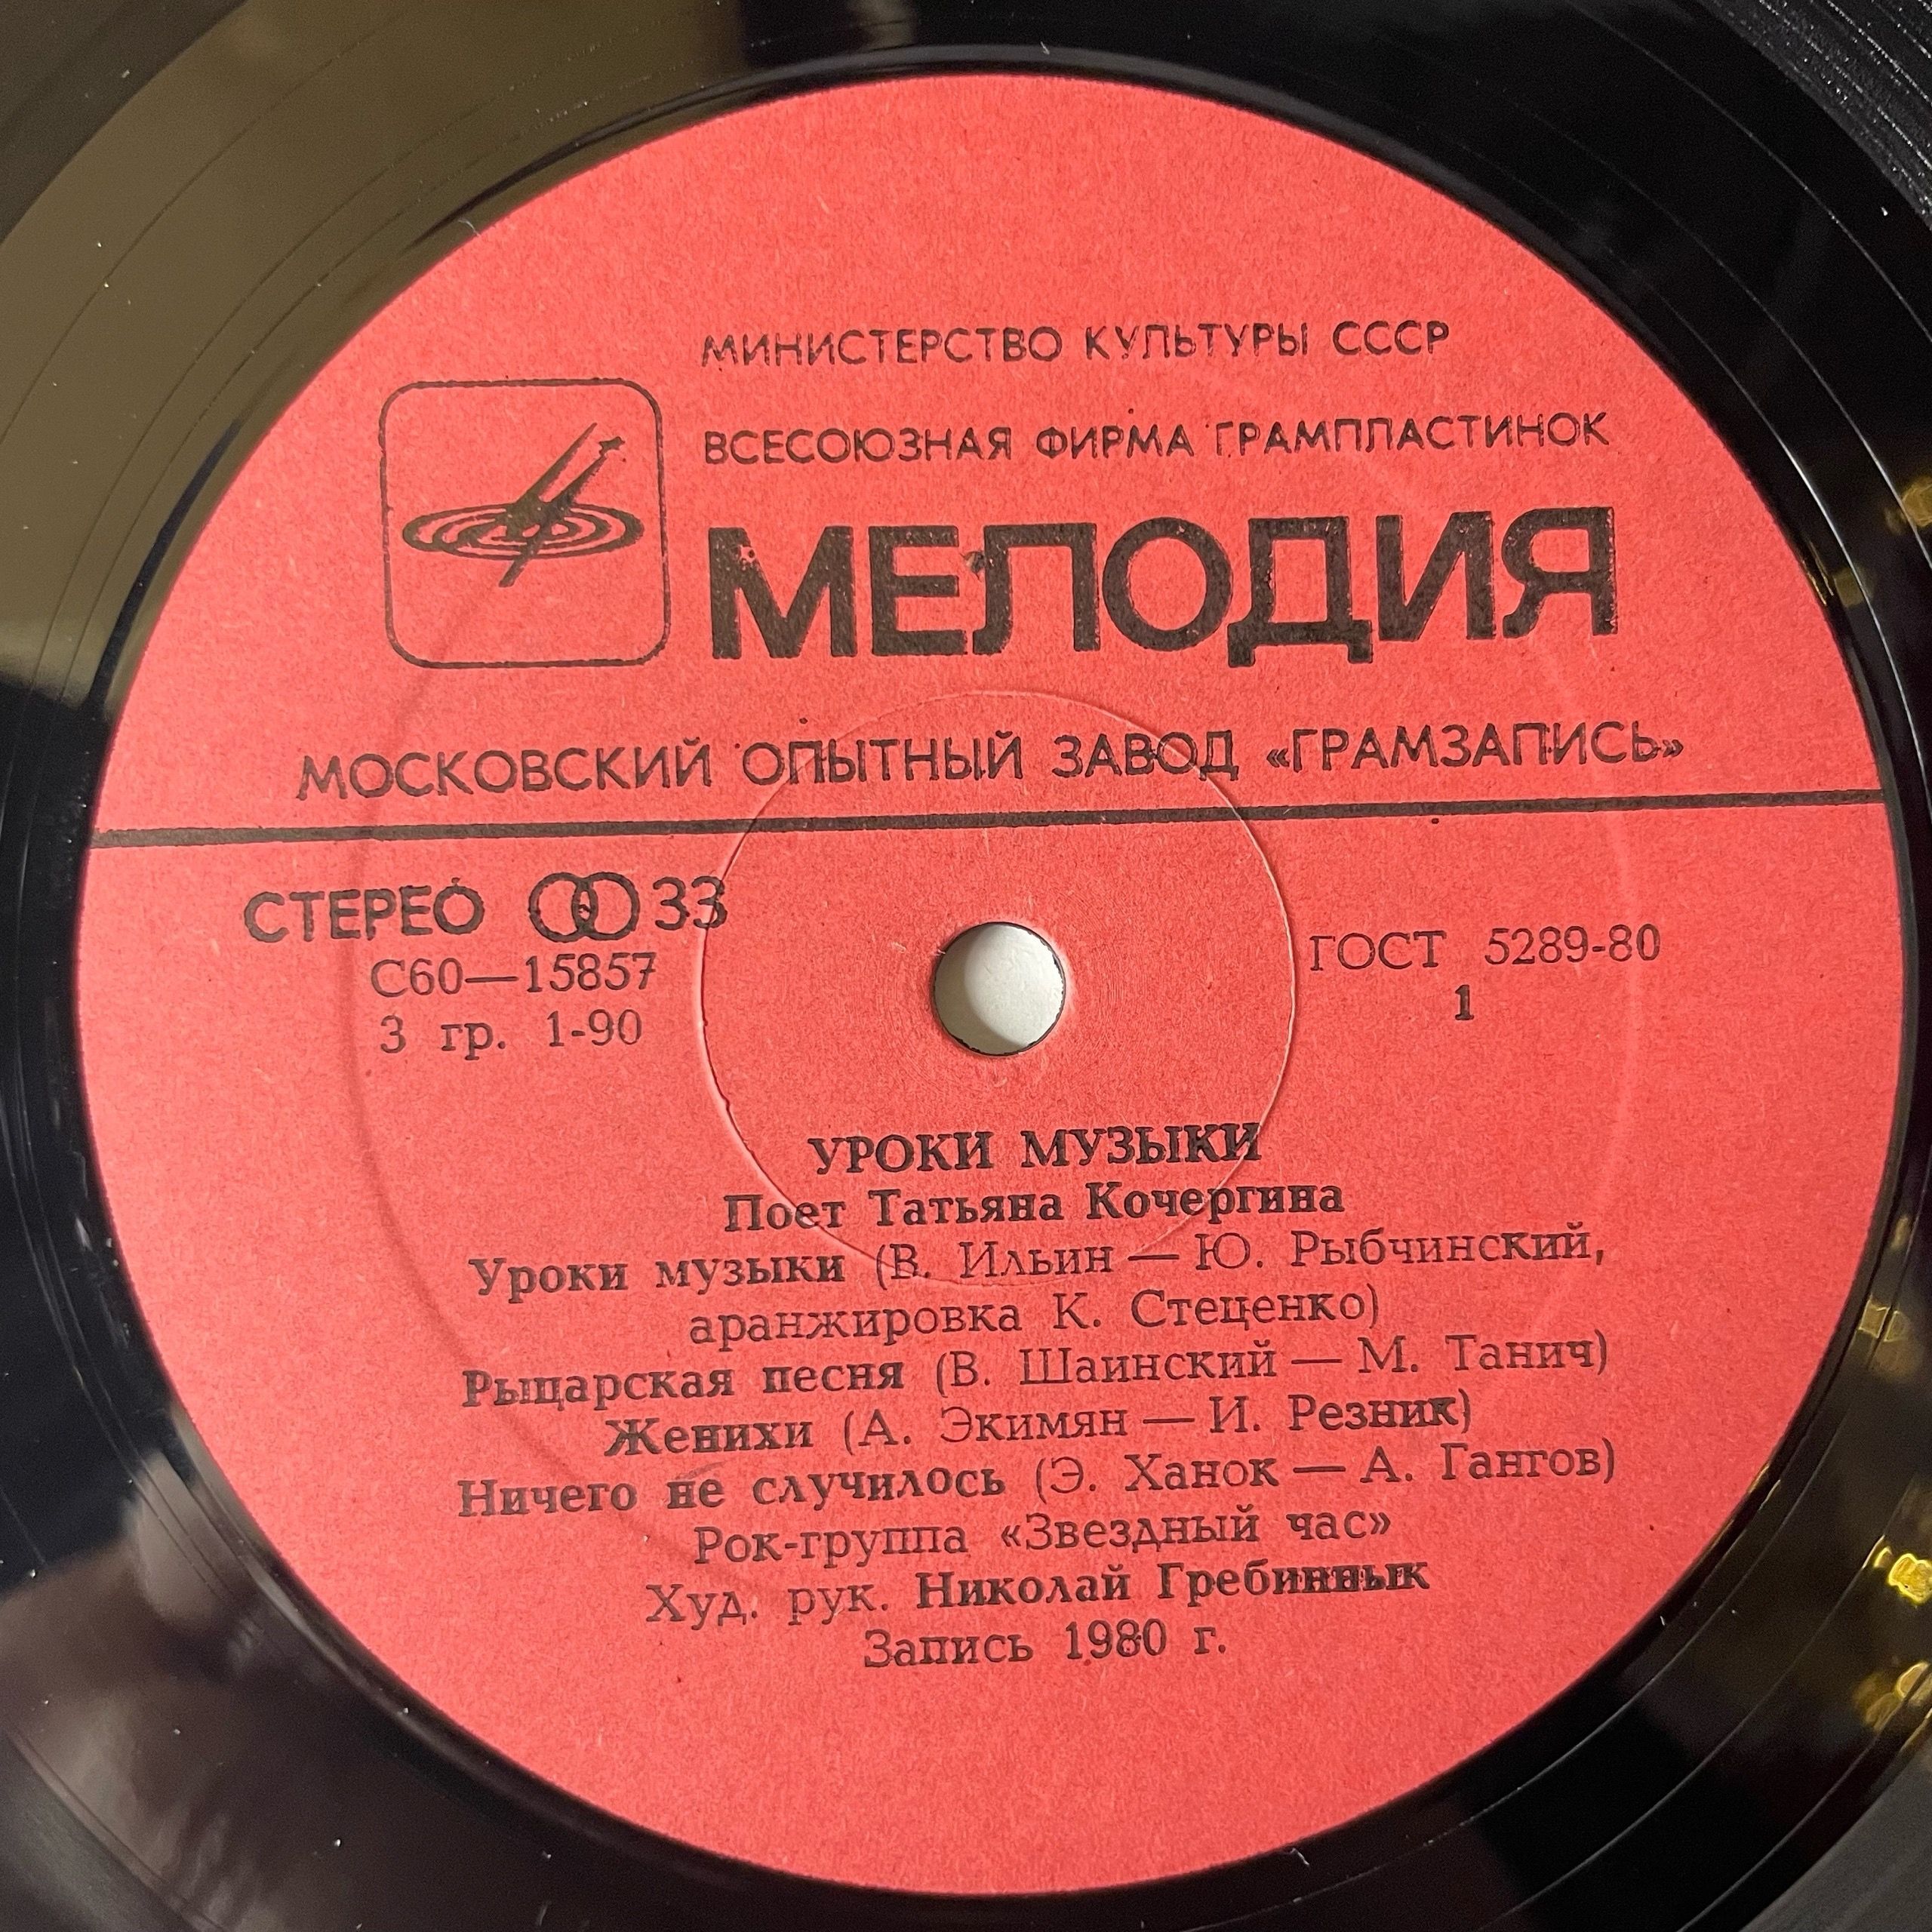 МИНИСТЕРСТВО КУЛЬТУРЫ СССР
ВСЕСОЮЗНАЯ ФИРМА ГРАМПЛАСТИНОК
МЕЛОДИЯ
МОСКОВСКИЙ ОПЫТНЫЙ ЗАВОД «ГРАМЗАПИСЬ»
СТЕРЕО 33
С60—15857
3 гр. 1-90
ГОСТ 5289-80
1
УРОКИ МУЗЫКИ
Поет Татьяна Кочергина
Уроки музыки (В. Ильин — Ю. Рыбчинский,
аранжировка К. Стеценко)
Рыцарская песня (В. Шаинский — М. Танич)
Женихи (А. Экимян — И. Резник)
Ничего не случилось (Э. Ханок — А. Гангов)
Рок-группа «Звездный час»
Худ. рук. Николай Гребиннык
Запись 1980 г.